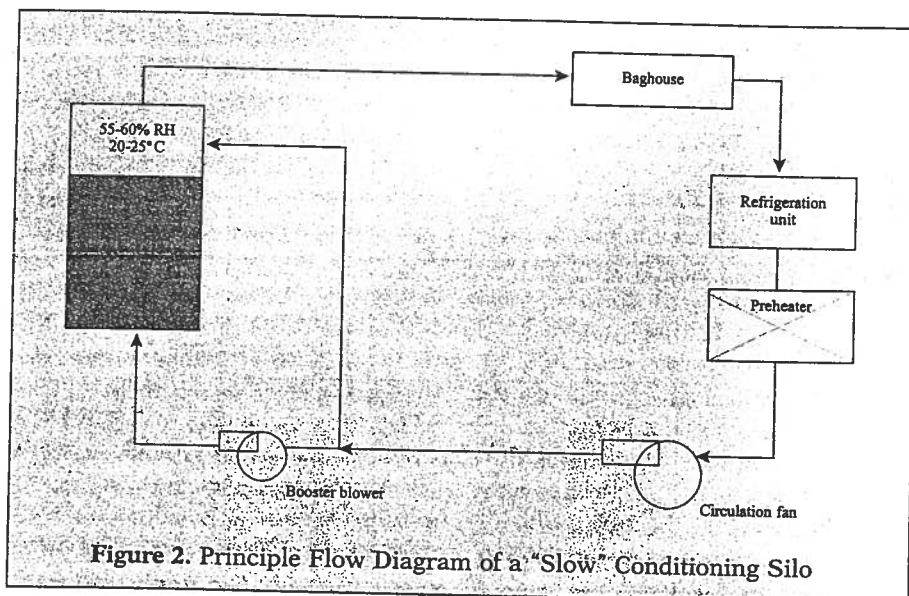 Baghouse
55-60% RH
20-25°C
Refrigeration
unit
Preheater
Booster blower
Circulation fan
Figure 2. Principle Flow Diagram of a "Slow" Conditioning Silo